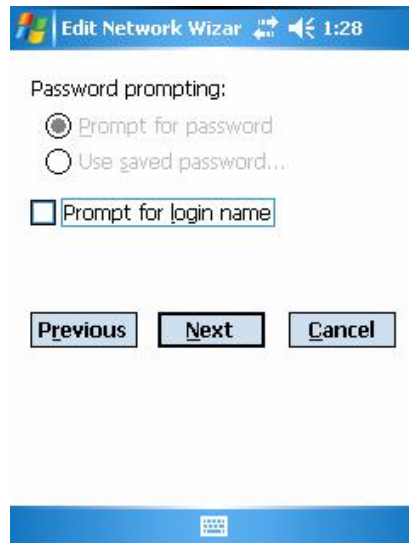 Edit Network Wizar 1:28
Password prompting:
Prompt for password
Use saved password...
Prompt for login name
Previous Next Cancel